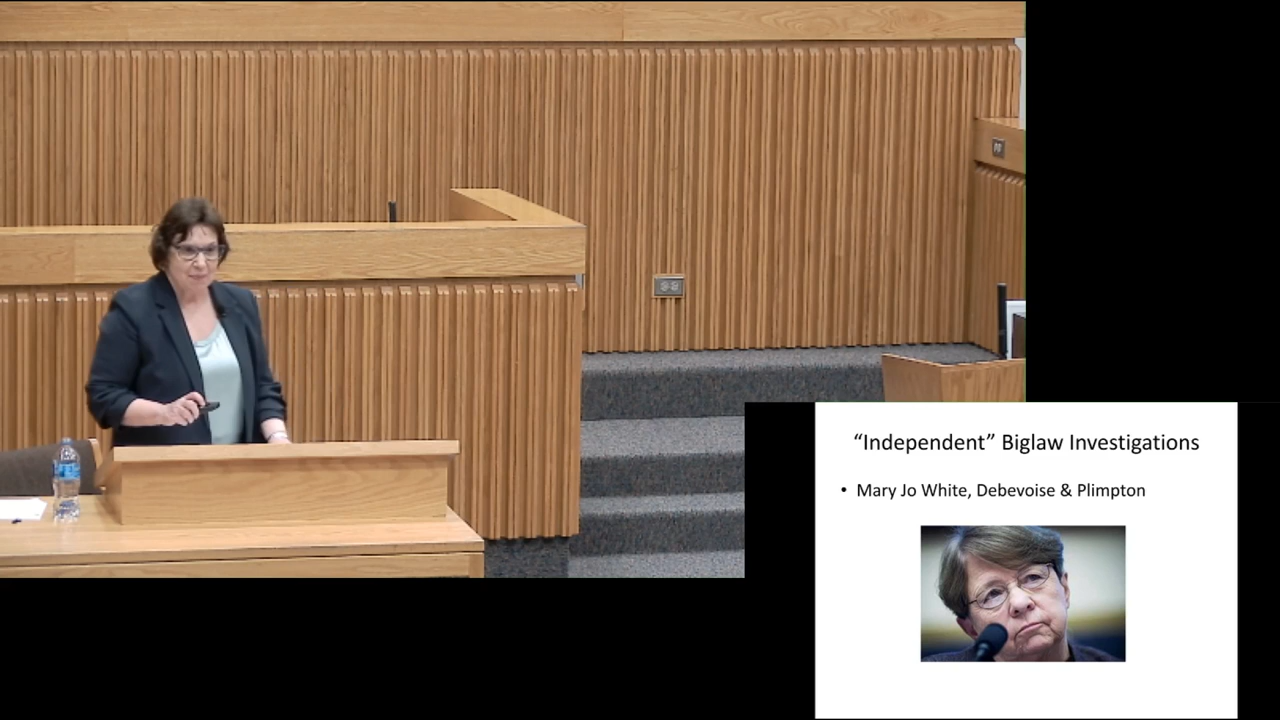 “Independent” Biglaw Investigations
• Mary Jo White, Debevoise & Plimpton